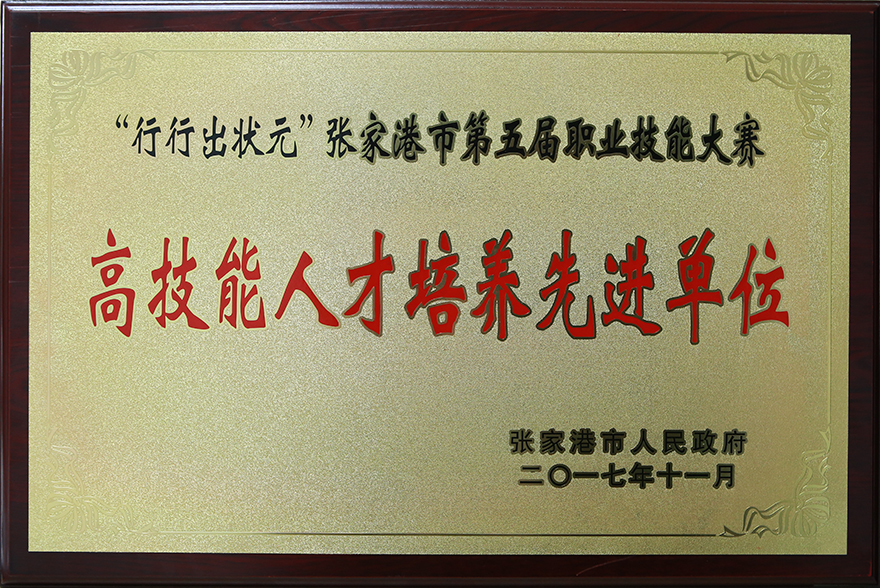 “行行出状元”张家港市第五届职业技能大赛
高技能人才培养先进单位
张家港市人民政府
二〇一七年十一月